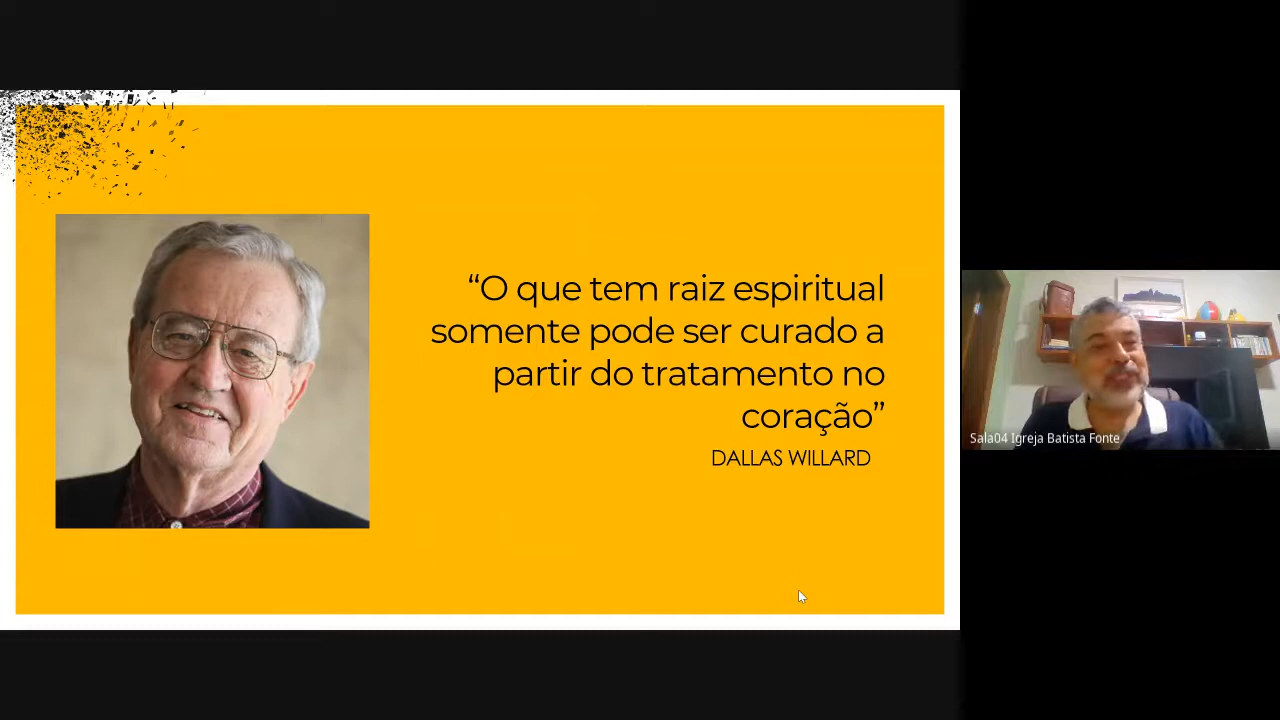 “O que tem raiz espiritual
somente pode ser curado a
partir do tratamento no
coração”
DALLAS WILLARD
Sala04 Igreja Batista Fonte